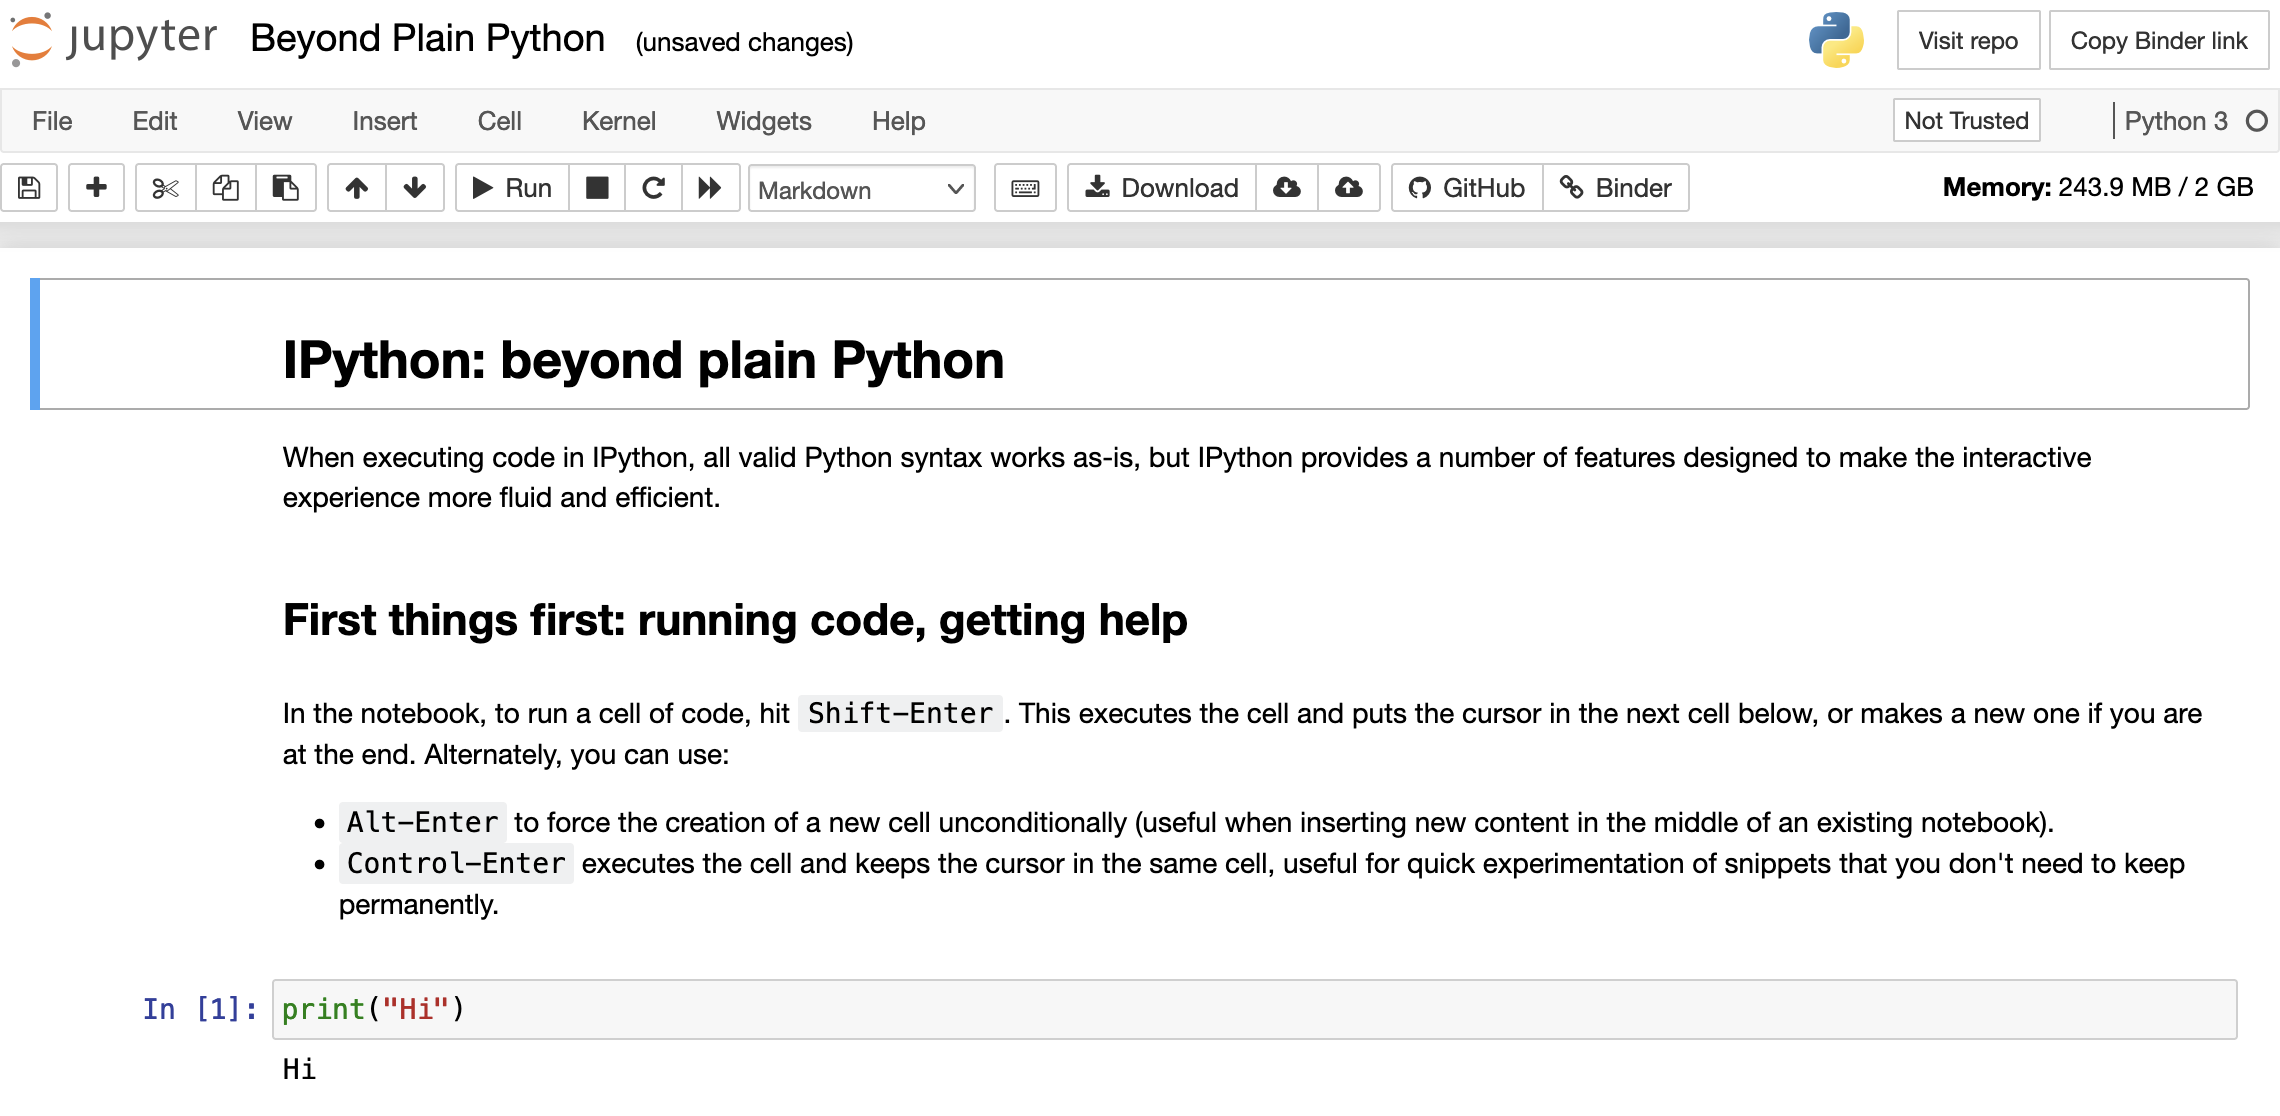 jupyter Beyond Plain Python (unsaved changes) Visit repo Copy Binder link
File Edit View Insert Cell Kernel Widgets Help Not Trusted Python 3
Run Markdown Download GitHub Binder Memory: 243.9 MB / 2 GB
IPython: beyond plain Python
When executing code in IPython, all valid Python syntax works as-is, but IPython provides a number of features designed to make the interactive
experience more fluid and efficient.
First things first: running code, getting help
In the notebook, to run a cell of code, hit Shift-Enter. This executes the cell and puts the cursor in the next cell below, or makes a new one if you are
at the end. Alternately, you can use:
• Alt-Enter to force the creation of a new cell unconditionally (useful when inserting new content in the middle of an existing notebook).
• Control-Enter executes the cell and keeps the cursor in the same cell, useful for quick experimentation of snippets that you don't need to keep
permanently.
In [1]: print("Hi")
Hi